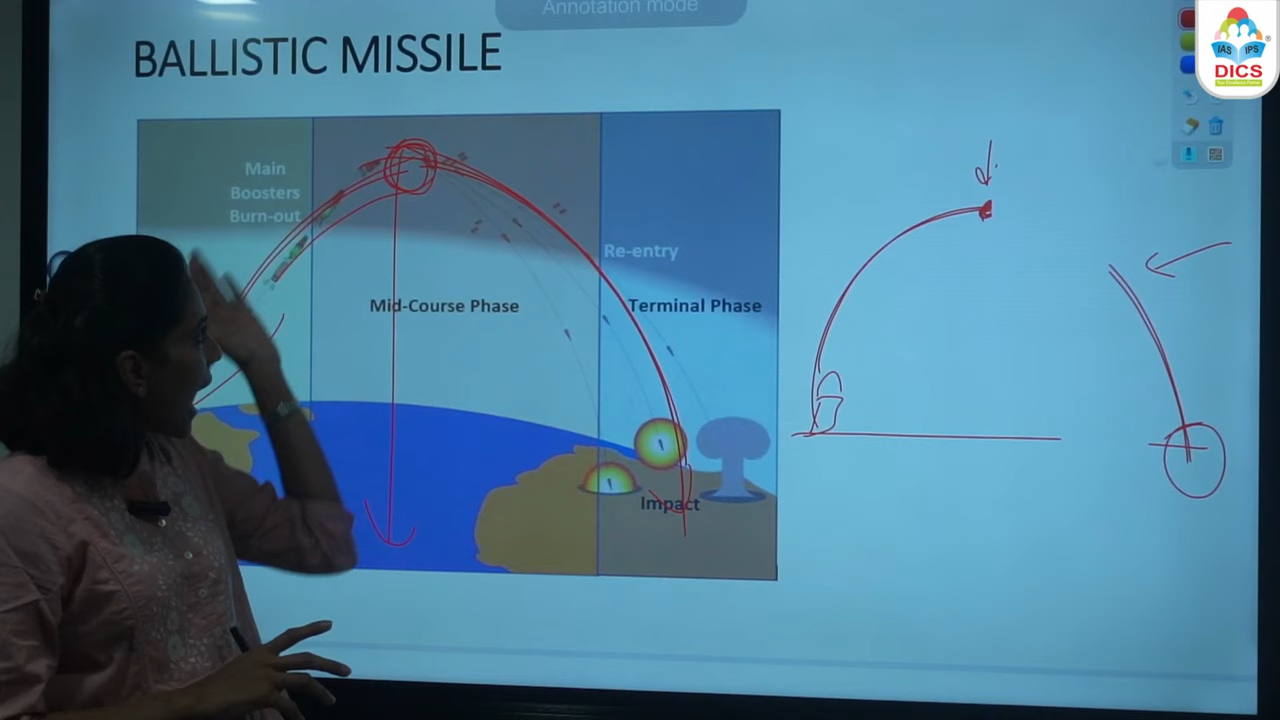 Annotation mode
BALLISTIC MISSILE
Main
Boosters
Burn-out
Re-entry
Mid-Course Phase
Terminal Phase
Impact
IAS IPS
DICS